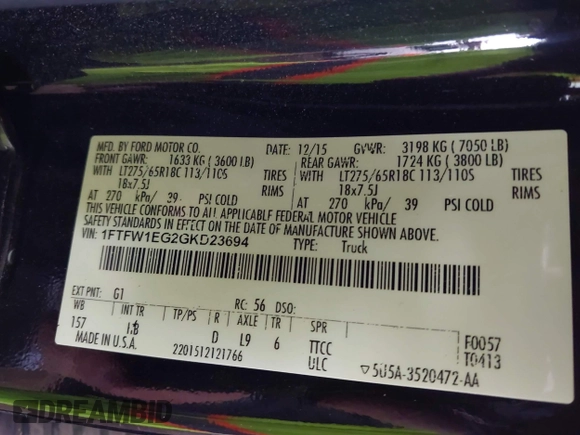 MFD. BY FORD MOTOR CO.
DATE: 12/15 GVWR: 3198 KG ( 7050 LB)
FRONT GAWR: 1633 KG ( 3600 LB) REAR GAWR: 1724 KG ( 3800 LB)
WITH LT275/65R18C 113/110S TIRES WITH LT275/65R18C 113/110S TIRES
18x7.5J RIMS 18x7.5J RIMS
AT 270 kPa/ 39 PSI COLD AT 270 kPa/ 39 PSI COLD
THIS VEHICLE CONFORMS TO ALL APPLICABLE FEDERAL MOTOR VEHICLE
SAFETY STANDARDS IN EFFECT ON THE DATE OF MANUFACTURE SHOWN ABOVE.
VIN: 1FTFW1EG2GKD23694
TYPE: Truck
EXT PNT: G1 RC: 56 DSO:
WB INT TR TP/PS R AXLE TR SPR
157 LB D L9 6 TTCC F0057
MADE IN U.S.A. 2201512121766 ULC T0413
▽5U5A-3520472-AA
DREAMBID